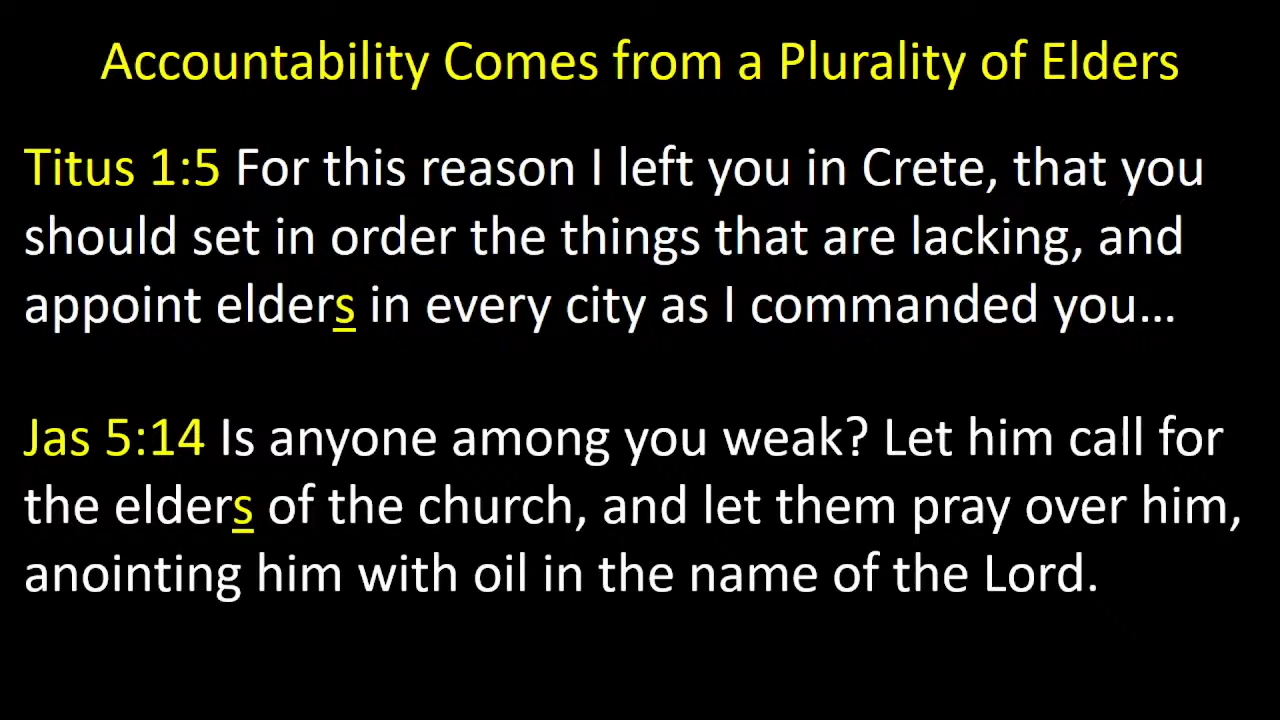 Accountability Comes from a Plurality of Elders
Titus 1:5 For this reason I left you in Crete, that you
should set in order the things that are lacking, and
appoint elders in every city as I commanded you…
Jas 5:14 Is anyone among you weak? Let him call for
the elders of the church, and let them pray over him,
anointing him with oil in the name of the Lord.